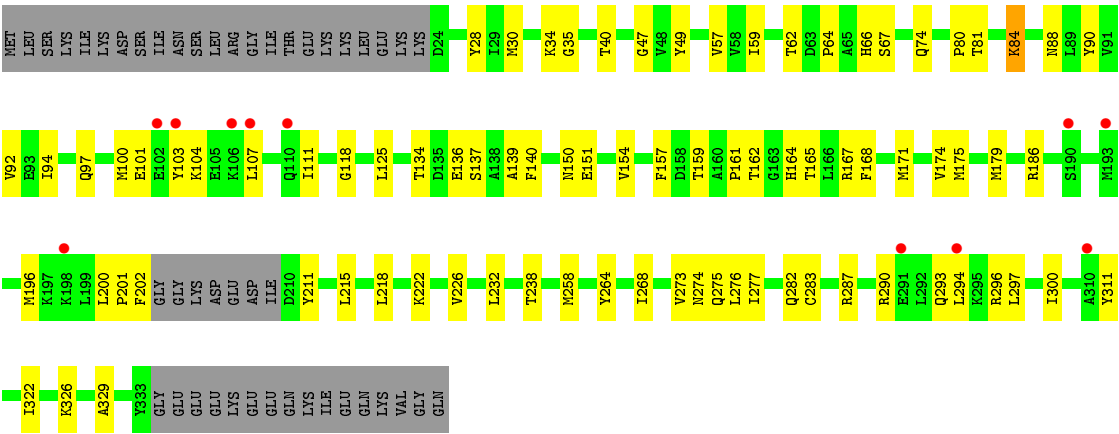 MET LEU SER LYS ILE LYS ASP SER ILE ASN SER LEU ARG GLY ILE THR GLU LYS LYS LEU GLU LYS LYS D24 Y28 I29 M30 K34 G35 T40 G47 V48 Y49 V57 V58 I59 T62 D63 P64 A65 H66 S67 Q74 P80 T81 K84 N88 L89 Y90 V91
V92 E93 I94 Q97 M100 E101 E102 Y103 K104 E105 K106 L107 Q110 I111 G118 L125 T134 D135 E136 S137 A138 A139 F140 N150 E151 V154 F157 D158 T159 A160 P161 T162 G163 H164 T165 L166 R167 F168 M171 V174 M175 M179 R186 S190 M193
M196 K197 K198 L199 L200 P201 F202 GLY GLY LYS ASP GLU ASP ILE D210 Y211 L215 L218 K222 V226 L232 T238 M258 Y264 I268 V273 N274 Q275 L276 I277 Q282 C283 R287 R290 E291 L292 Q293 L294 K295 R296 L297 I300 A310 Y311
I322 K326 A329 Y333 GLY GLU GLU GLU LYS GLU GLU GLN LYS ILE GLU GLN LYS VAL GLY GLN